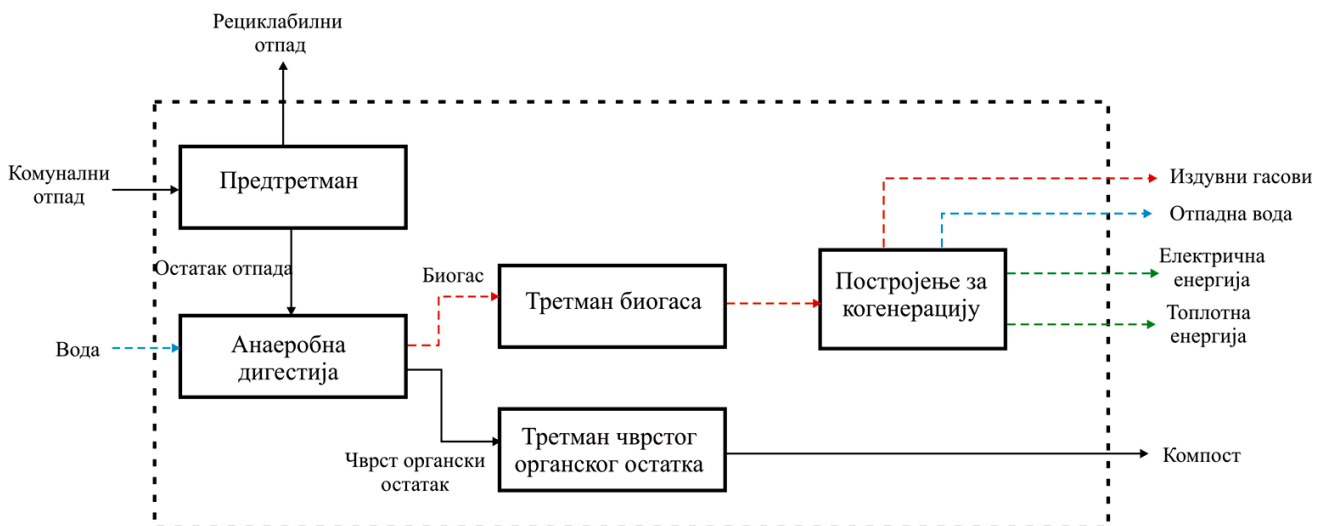 Рециклабилни
отпад
Комунални
отпад
Предтретман
Остатак отпада
Вода
Анаеробна
дигестија
Биогас
Третман биогаса
Постројење за
когенерацију
Издувни гасови
Отпадна вода
Електрична
енергија
Топлотна
енергија
Чврст органски
остатак
Третман чврстог
органског остатка
Компост